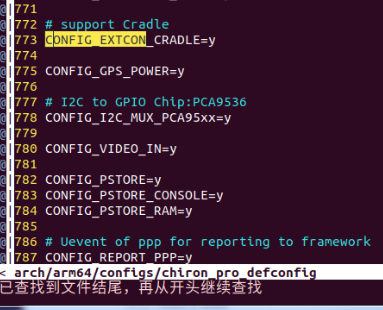 @ 771
@ 772 # support Cradle
@ 773 CONFIG_EXTCON_CRADLE=y
@ 774
@ 775 CONFIG_GPS_POWER=y
@ 776
@ 777 # I2C to GPIO Chip:PCA9536
@ 778 CONFIG_I2C_MUX_PCA95xx=y
@ 779
@ 780 CONFIG_VIDEO_IN=y
@ 781
@ 782 CONFIG_PSTORE=y
@ 783 CONFIG_PSTORE_CONSOLE=y
@ 784 CONFIG_PSTORE_RAM=y
@ 785
@ 786 # Uevent of ppp for reporting to framework
@ 787 CONFIG_REPORT_PPP=y
< arch/arm64/configs/chiron_pro_defconfig
已查找到文件结尾，再从开头继续查找